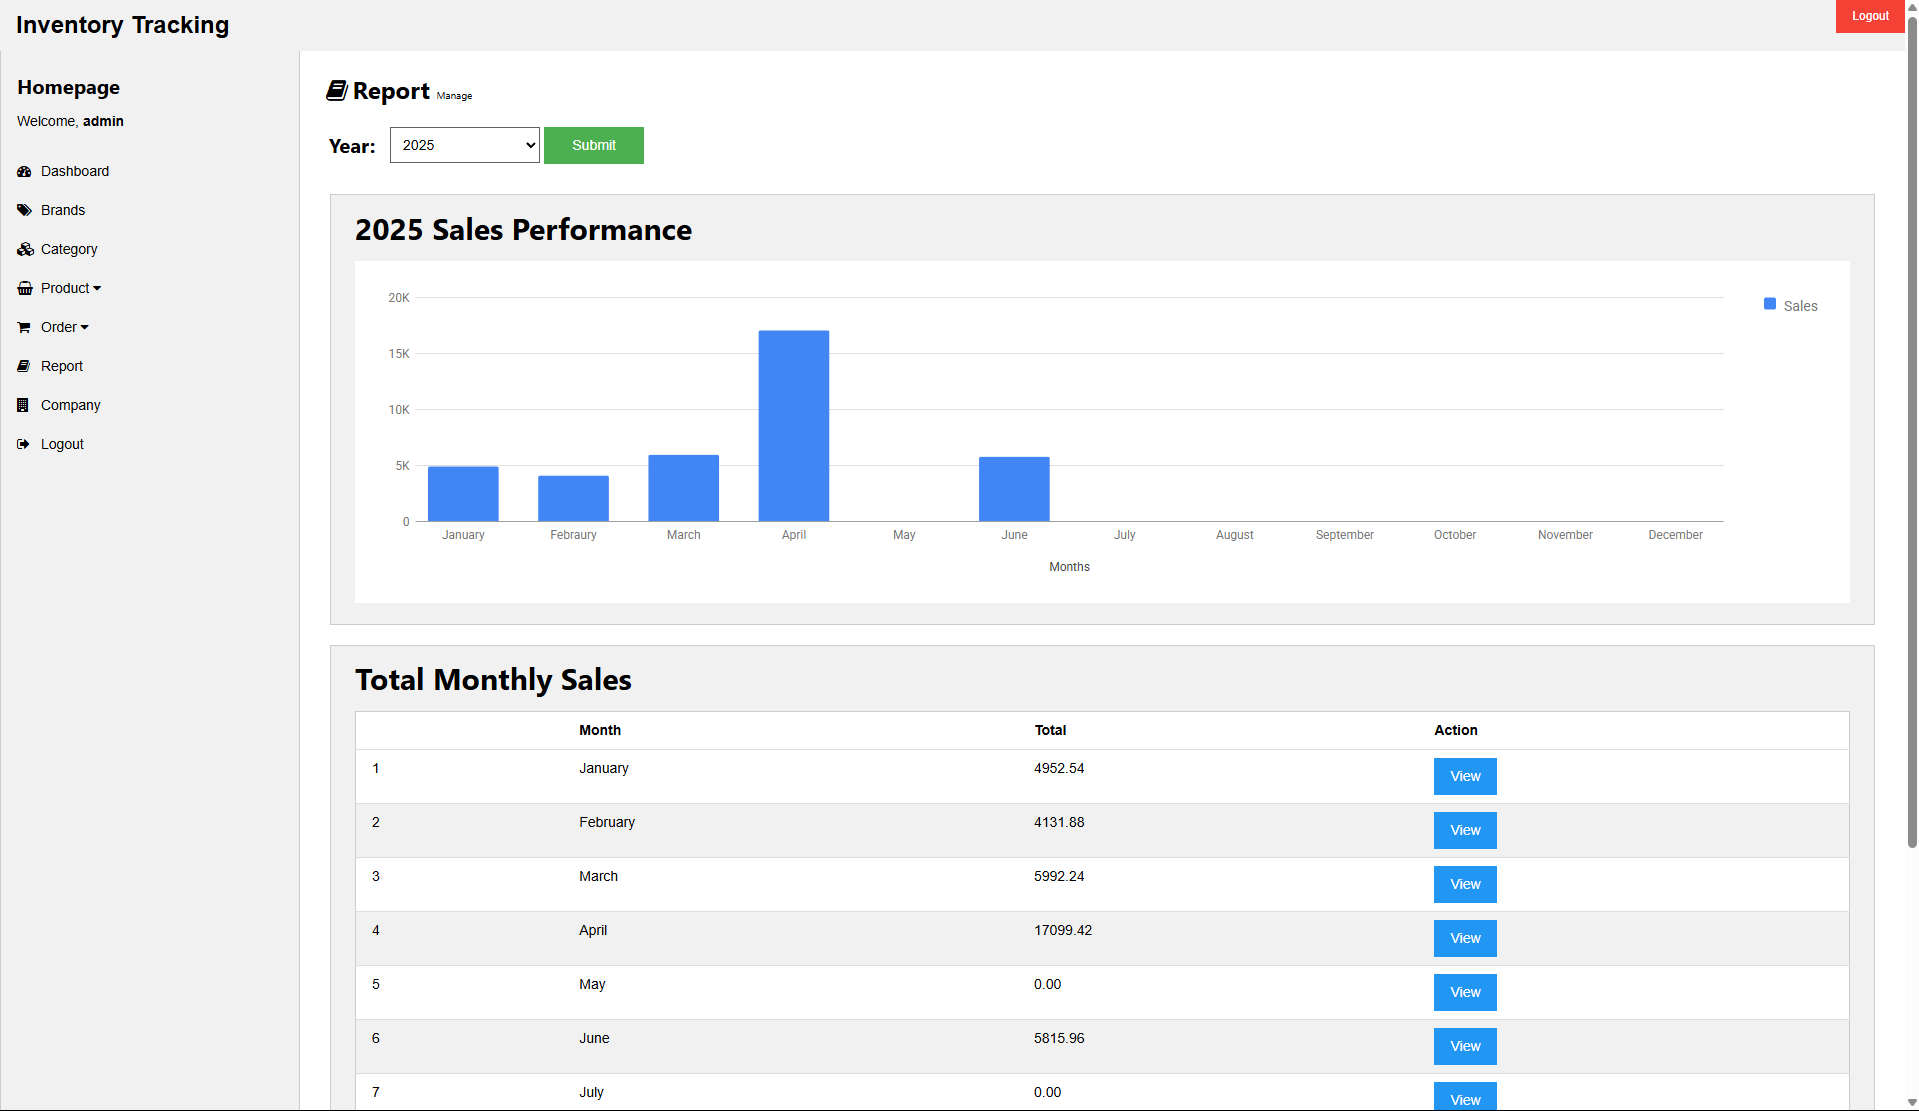 Inventory Tracking
Logout
Homepage
Welcome, admin
Dashboard
Brands
Category
Product
Order
Report
Company
Logout
Report Manage
Year: 2025 Submit
2025 Sales Performance
20K
15K
10K
5K
0
Sales
January Febraury March April May June July August September October November December
Months
Total Monthly Sales
Month Total Action
1 January 4952.54 View
2 February 4131.88 View
3 March 5992.24 View
4 April 17099.42 View
5 May 0.00 View
6 June 5815.96 View
7 July 0.00 View